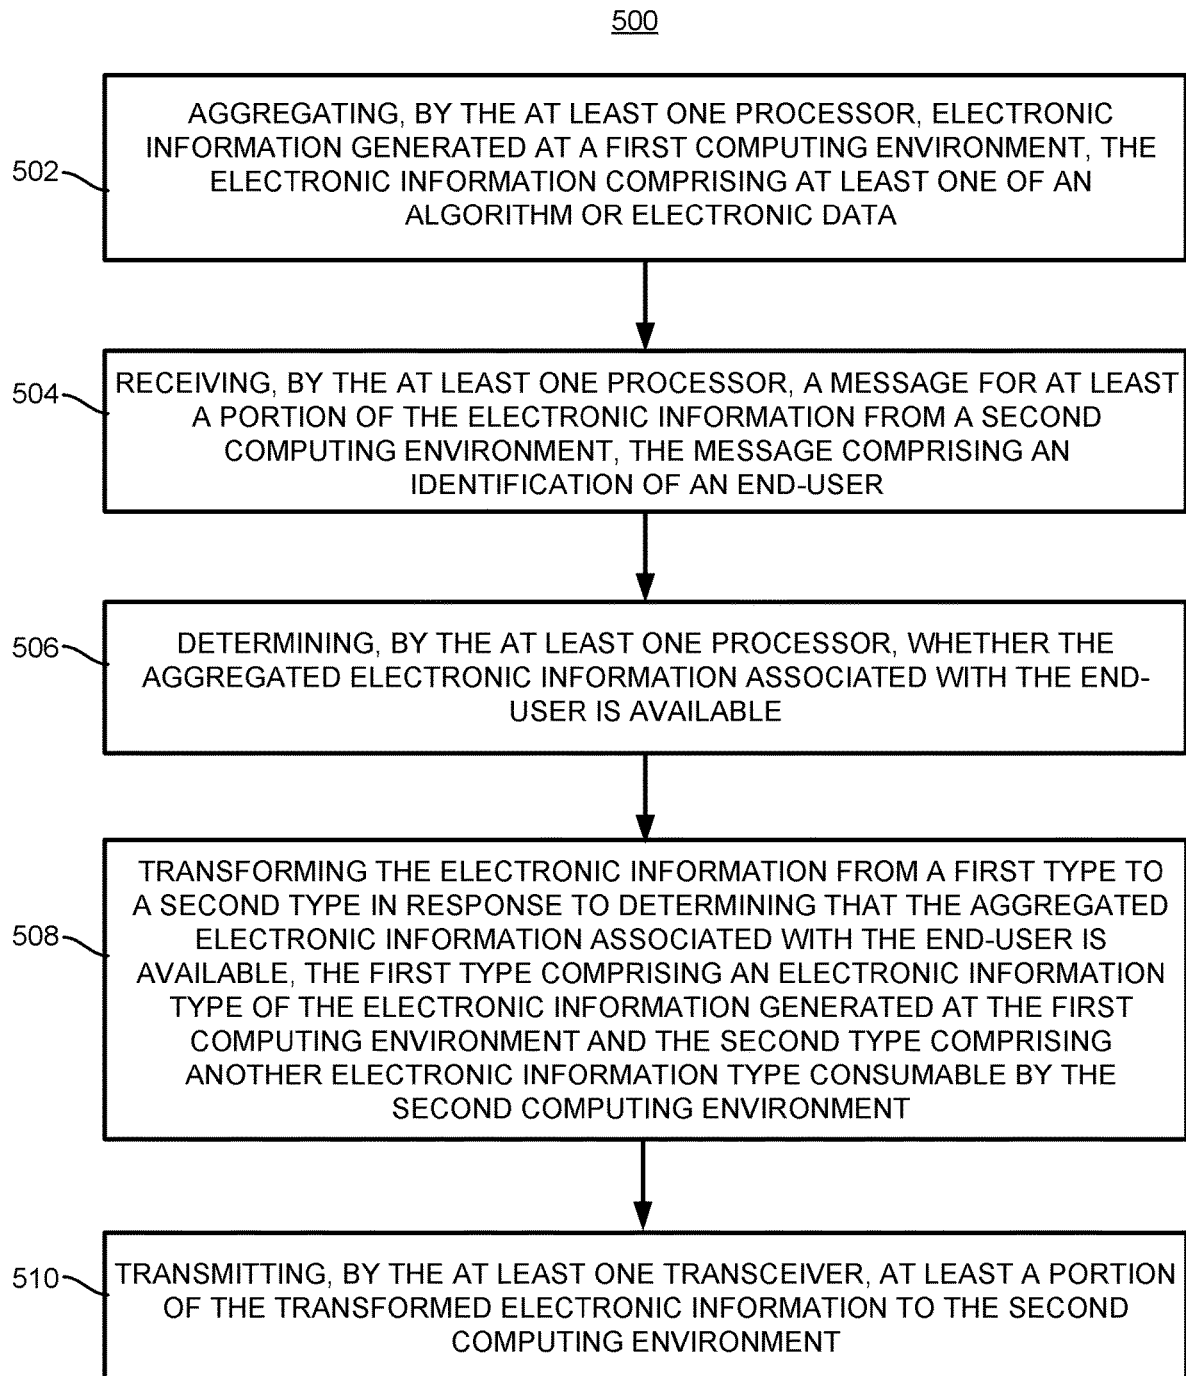 500
AGGREGATING, BY THE AT LEAST ONE PROCESSOR, ELECTRONIC
INFORMATION GENERATED AT A FIRST COMPUTING ENVIRONMENT, THE
ELECTRONIC INFORMATION COMPRISING AT LEAST ONE OF AN
ALGORITHM OR ELECTRONIC DATA
502
RECEIVING, BY THE AT LEAST ONE PROCESSOR, A MESSAGE FOR AT LEAST
A PORTION OF THE ELECTRONIC INFORMATION FROM A SECOND
COMPUTING ENVIRONMENT, THE MESSAGE COMPRISING AN
IDENTIFICATION OF AN END-USER
504
DETERMINING, BY THE AT LEAST ONE PROCESSOR, WHETHER THE
AGGREGATED ELECTRONIC INFORMATION ASSOCIATED WITH THE END-
USER IS AVAILABLE
506
TRANSFORMING THE ELECTRONIC INFORMATION FROM A FIRST TYPE TO
A SECOND TYPE IN RESPONSE TO DETERMINING THAT THE AGGREGATED
ELECTRONIC INFORMATION ASSOCIATED WITH THE END-USER IS
AVAILABLE, THE FIRST TYPE COMPRISING AN ELECTRONIC INFORMATION
TYPE OF THE ELECTRONIC INFORMATION GENERATED AT THE FIRST
COMPUTING ENVIRONMENT AND THE SECOND TYPE COMPRISING
ANOTHER ELECTRONIC INFORMATION TYPE CONSUMABLE BY THE
SECOND COMPUTING ENVIRONMENT
508
TRANSMITTING, BY THE AT LEAST ONE TRANSCEIVER, AT LEAST A PORTION
OF THE TRANSFORMED ELECTRONIC INFORMATION TO THE SECOND
COMPUTING ENVIRONMENT
510